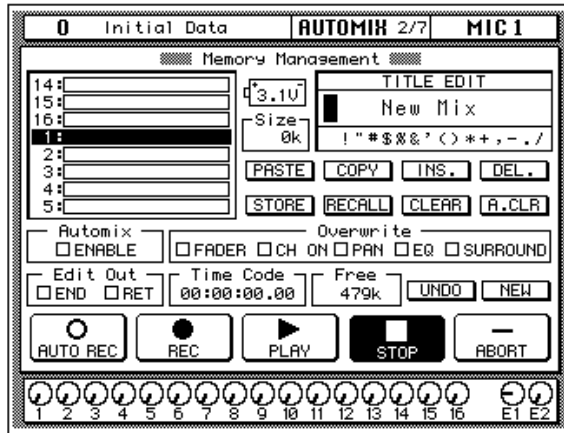 0 Initial Data AUTOMIX 2/7 MIC 1
Memory Management
14:
15:
16:
1:
2:
3:
4:
5:
3.1V
Size
0k
TITLE EDIT
New Mix
!"#$%&'()*+,-./
PASTE COPY INS. DEL.
STORE RECALL CLEAR A.CLR
Automix
ENABLE
Overwrite
FADER CH ON PAN EQ SURROUND
Edit Out
END RET
Time Code
00:00:00.00
Free
479k
UNDO NEW
AUTO REC REC PLAY STOP ABORT
1 2 3 4 5 6 7 8 9 10 11 12 13 14 15 16 E1 E2